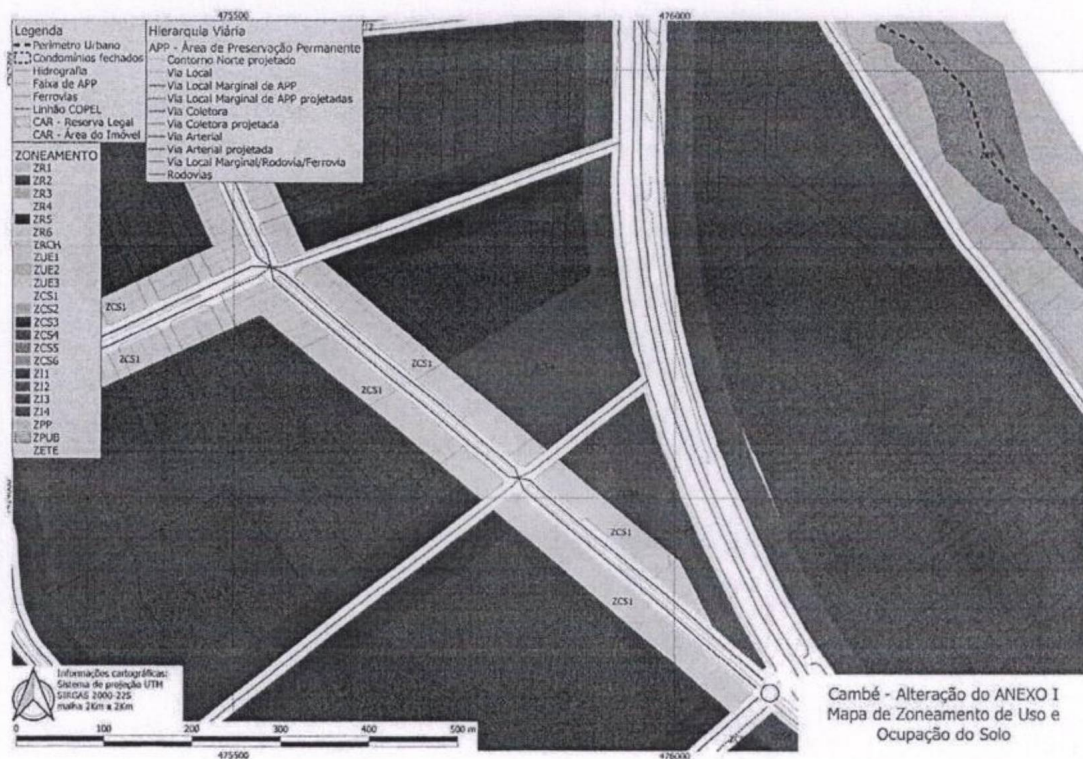 475500
476000
Legenda
Perímetro Urbano
Condomínios fechados
Hidrografia
Faixa de APP
Ferrovias
Linhão COPEL
CAR - Reserva Legal
CAR - Área do Imóvel
Hierarquia Viária
APP - Área de Preservação Permanente
Contorno Norte projetado
Via Local
Via Local Marginal de APP
Via Local Marginal de APP projetadas
Via Coletora
Via Coletora projetada
Via Arterial
Via Arterial projetada
Via Local Marginal/Rodovia/Ferrovia
Rodovias
ZONEAMENTO
ZR1
ZR2
ZR3
ZR4
ZR5
ZR6
ZRCH
ZUE1
ZUE2
ZUE3
ZCS1
ZCS2
ZCS3
ZCS4
ZCS5
ZCS6
ZI1
ZI2
ZI3
ZI4
ZPP
ZPUB
ZETE
ZCS1
ZCS1
ZCS1
ZCS1
ZCS1
ZCS1
Informações cartográficas:
Sistema de projeção UTM
SIRGAS 2000-22S
malha 2Km x 2Km
0 100 200 300 400 500 m
Cambé - Alteração do ANEXO I
Mapa de Zoneamento de Uso e
Ocupação do Solo
475500
476000